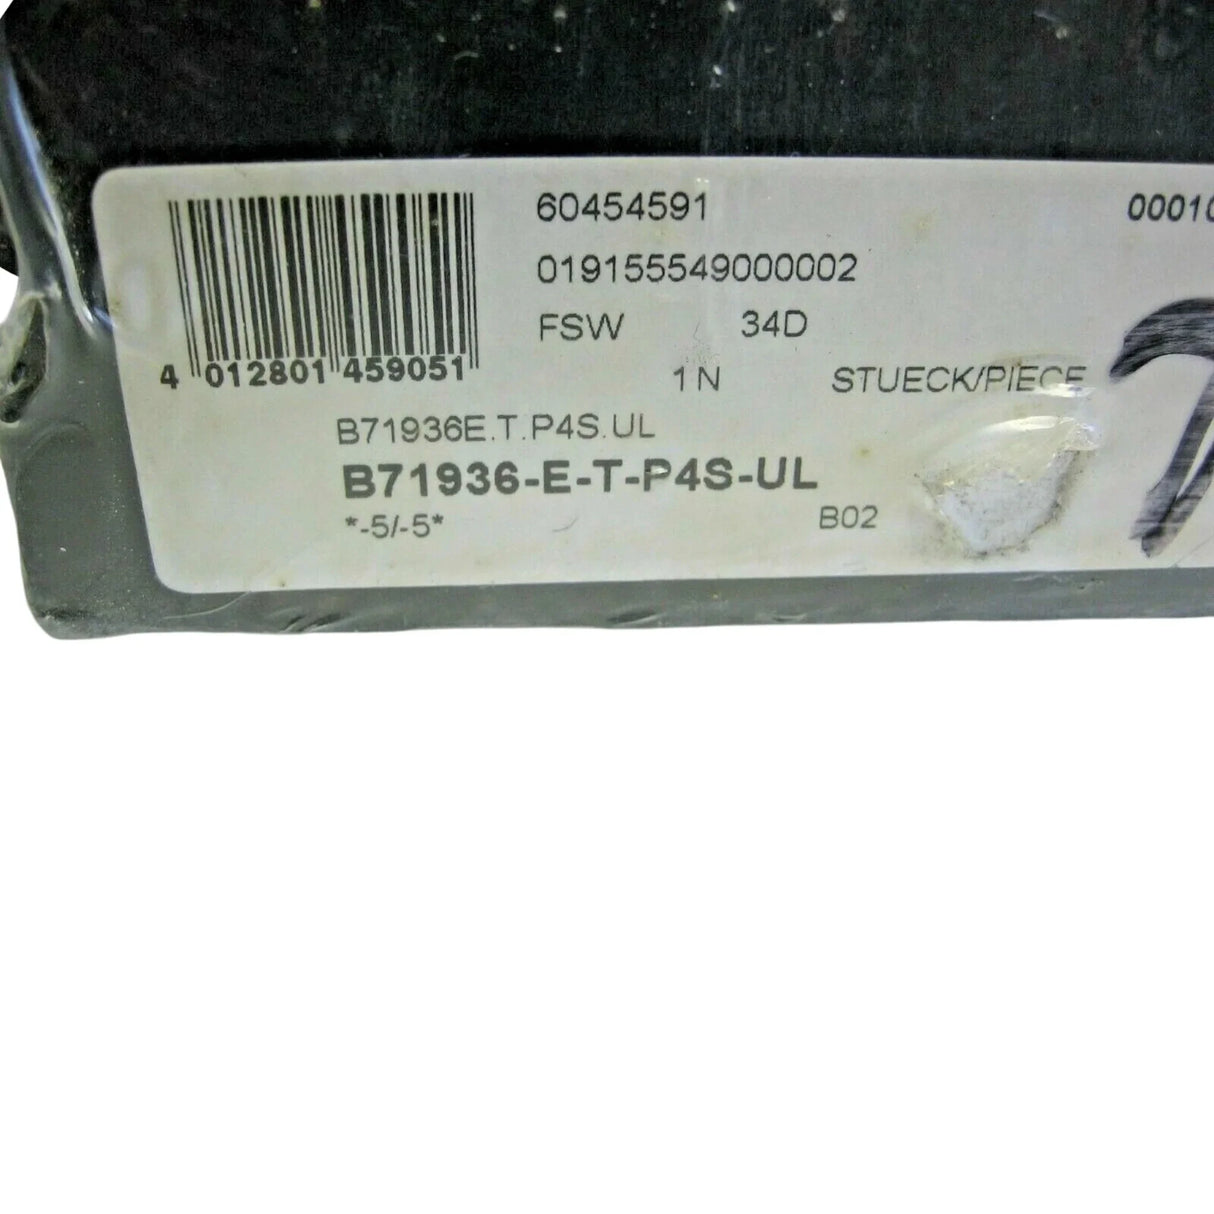 60454591 00010
019155549000002
FSW 34D
4 012801 459051
1 N STUECK/PIECE
B71936E.T.P4S.UL
B71936-E-T-P4S-UL
*-5/-5* B02